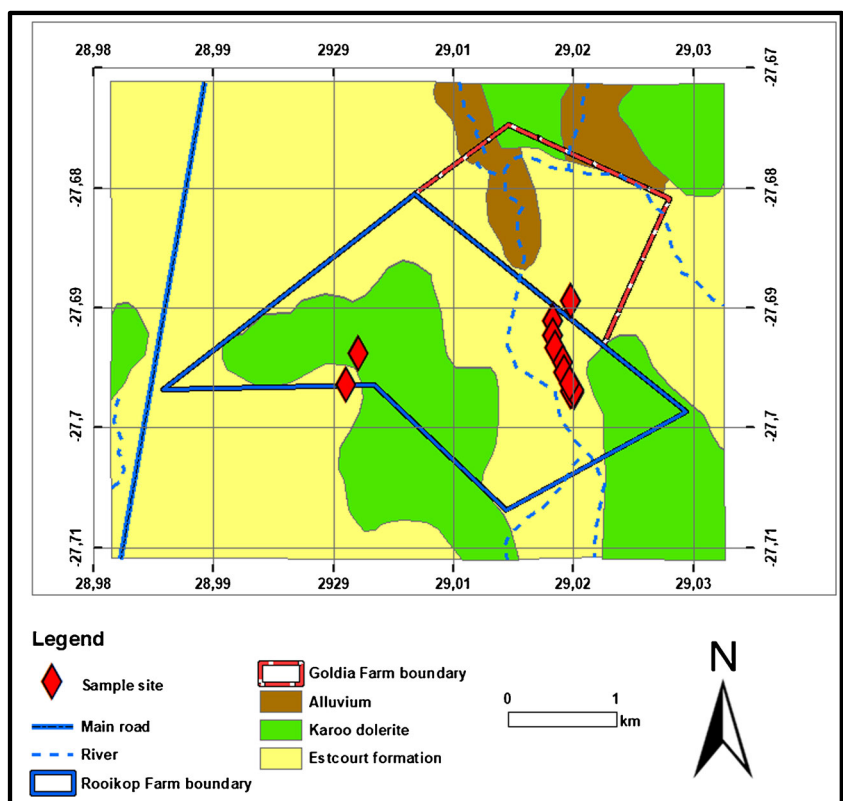 28,98 28,99 2929 29,01 29,02 29,03
-27,67
-27,68 -27,68
-27,69 -27,69
-27,7 -27,7
-27,71 -27,71
28,98 28,99 2929 29,01 29,02 29,03
Legend
Sample site
Main road
River
Rooikop Farm boundary
Goldia Farm boundary
Alluvium
Karoo dolerite
Estcourt formation
0 1
km
N